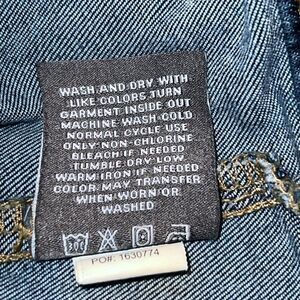 WASH AND DRY WITH
LIKE COLORS TURN
GARMENT INSIDE OUT
MACHINE WASH COLD
NORMAL CYCLE USE
ONLY NON-CHLORINE
BLEACH IF NEEDED
TUMBLE DRY LOW
WARM IRON IF NEEDED
COLOR MAY TRANSFER
WHEN WORN OR
WASHED
PO#: 1630774